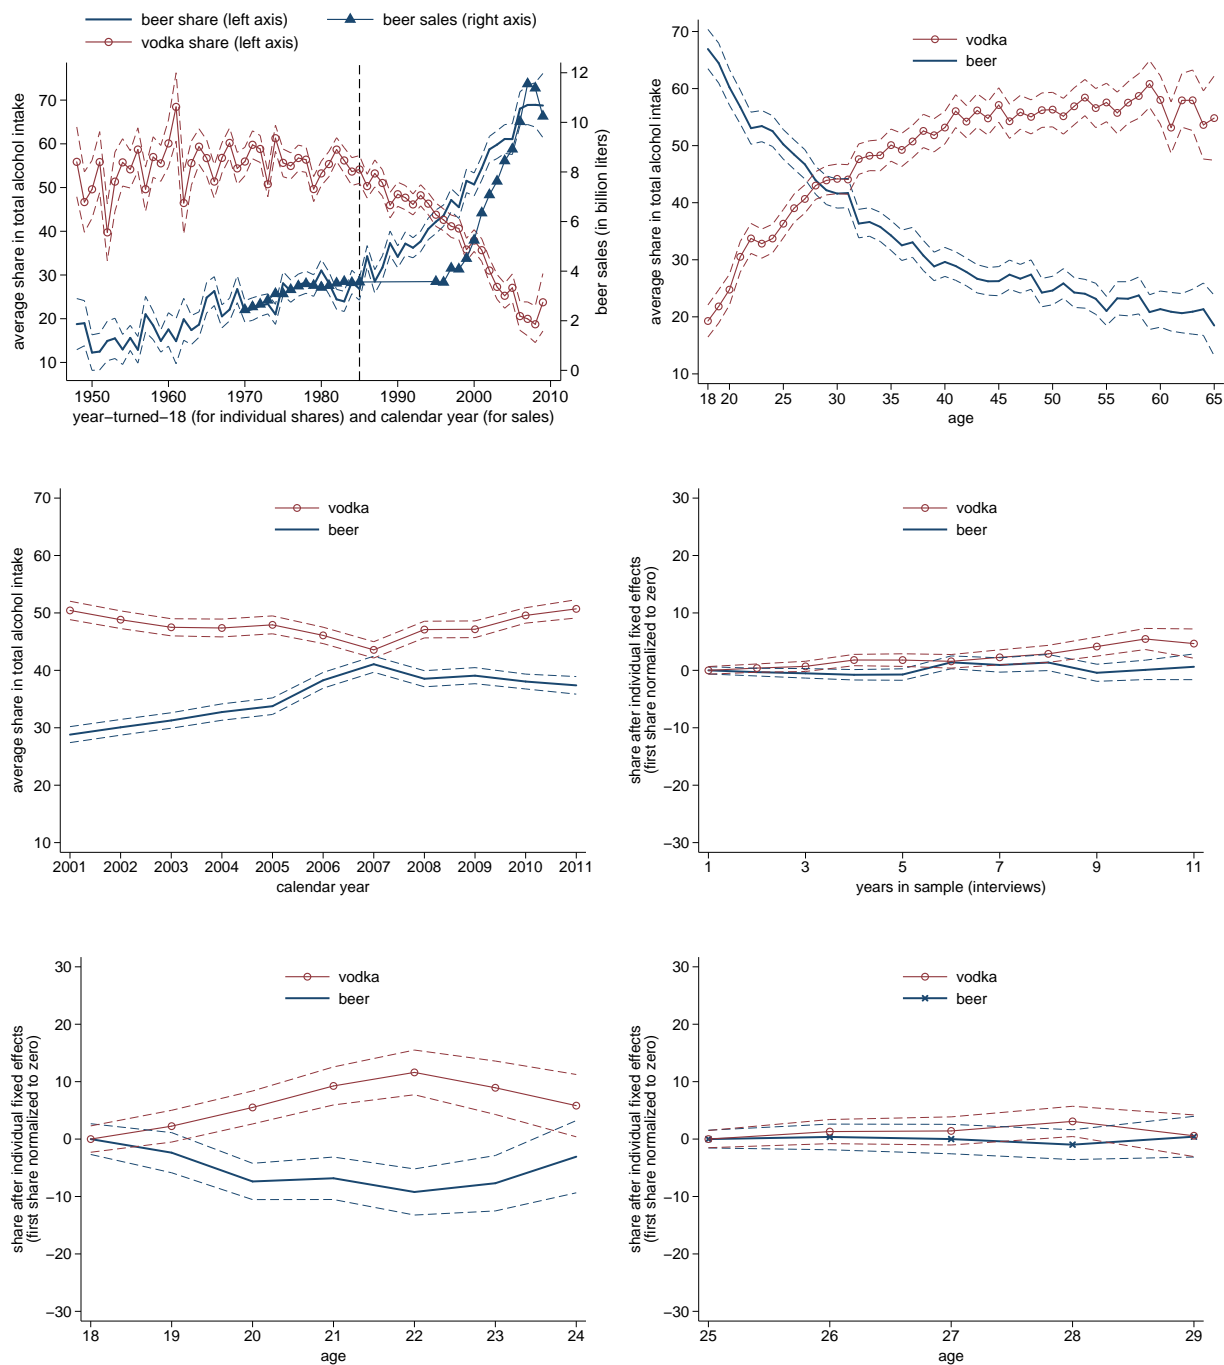 beer share (left axis)
beer sales (right axis)
vodka share (left axis)
average share in total alcohol intake
70
60
50
40
30
20
10
12
10
8
6
4
2
0
beer sales (in billion liters)
1950 1960 1970 1980 1990 2000 2010
year−turned−18 (for individual shares) and calendar year (for sales)
vodka
beer
average share in total alcohol intake
70
60
50
40
30
20
10
18 20 25 30 35 40 45 50 55 60 65
age
vodka
beer
average share in total alcohol intake
70
60
50
40
30
20
10
2001 2002 2003 2004 2005 2006 2007 2008 2009 2010 2011
calendar year
vodka
beer
share after individual fixed effects
(first share normalized to zero)
30
20
10
0
−10
−20
−30
1 3 5 7 9 11
years in sample (interviews)
vodka
beer
share after individual fixed effects
(first share normalized to zero)
30
20
10
0
−10
−20
−30
18 19 20 21 22 23 24
age
vodka
beer
share after individual fixed effects
(first share normalized to zero)
30
20
10
0
−10
−20
−30
25 26 27 28 29
age